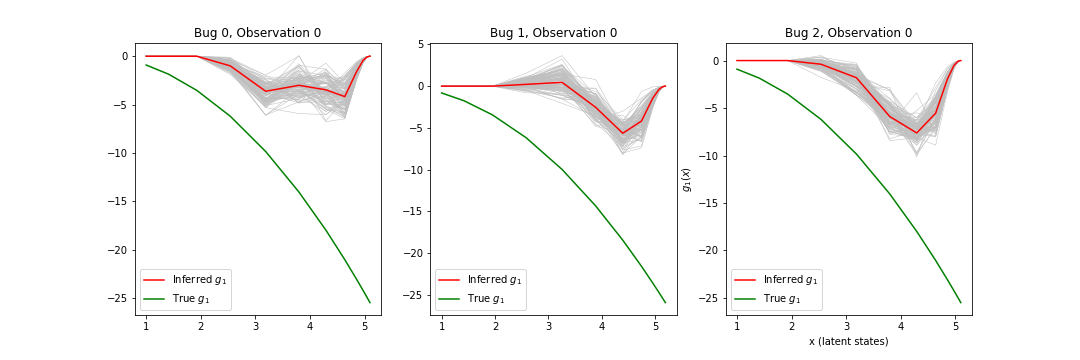 Bug 0, Observation 0
0
−5
−10
−15
−20
−25
1 2 3 4 5
Inferred g₁
True g₁
Bug 1, Observation 0
5
0
−5
−10
−15
−20
−25
1 2 3 4 5
Inferred g₁
True g₁
Bug 2, Observation 0
g₁(x)
0
−5
−10
−15
−20
−25
1 2 3 4 5
x (latent states)
Inferred g₁
True g₁